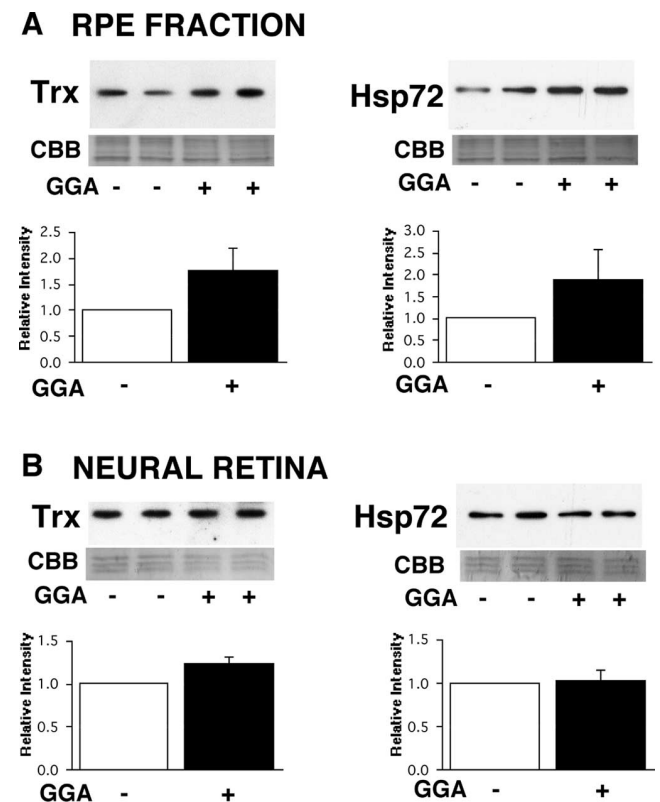 A RPE FRACTION
Trx
CBB
GGA - - + +
Hsp72
CBB
GGA - - + +
Relative Intensity
2.5
2.0
1.5
1.0
0.5
0.0
GGA - +
Relative Intensity
3.0
2.5
2.0
1.5
1.0
0.5
0.0
GGA - +
B NEURAL RETINA
Trx
CBB
GGA - - + +
Hsp72
CBB
GGA - - + +
Relative Intensity
1.5
1.0
0.5
0.0
GGA - +
Relative Intensity
1.5
1.0
0.5
0.0
GGA - +